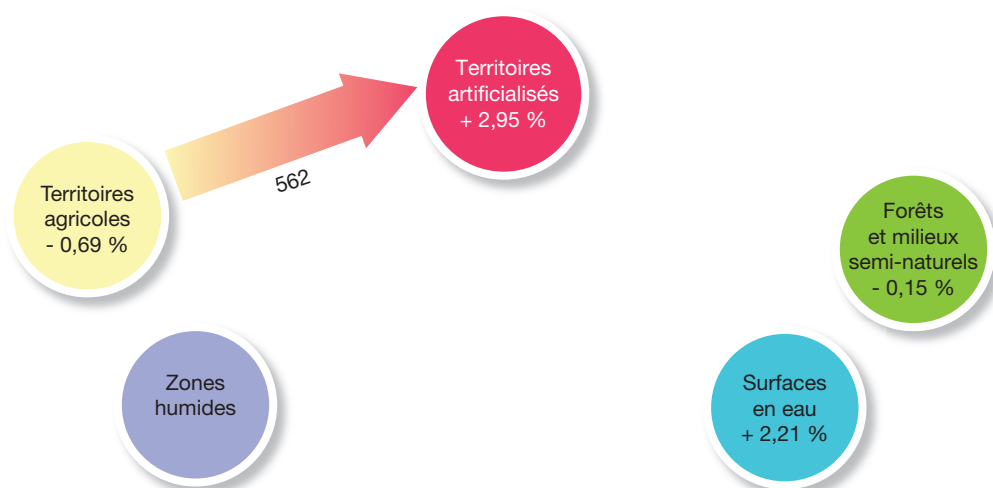 Territoires
artificialisés
+ 2,95 %
562
Territoires
agricoles
- 0,69 %
Forêts
et milieux
semi-naturels
- 0,15 %
Zones
humides
Surfaces
en eau
+ 2,21 %